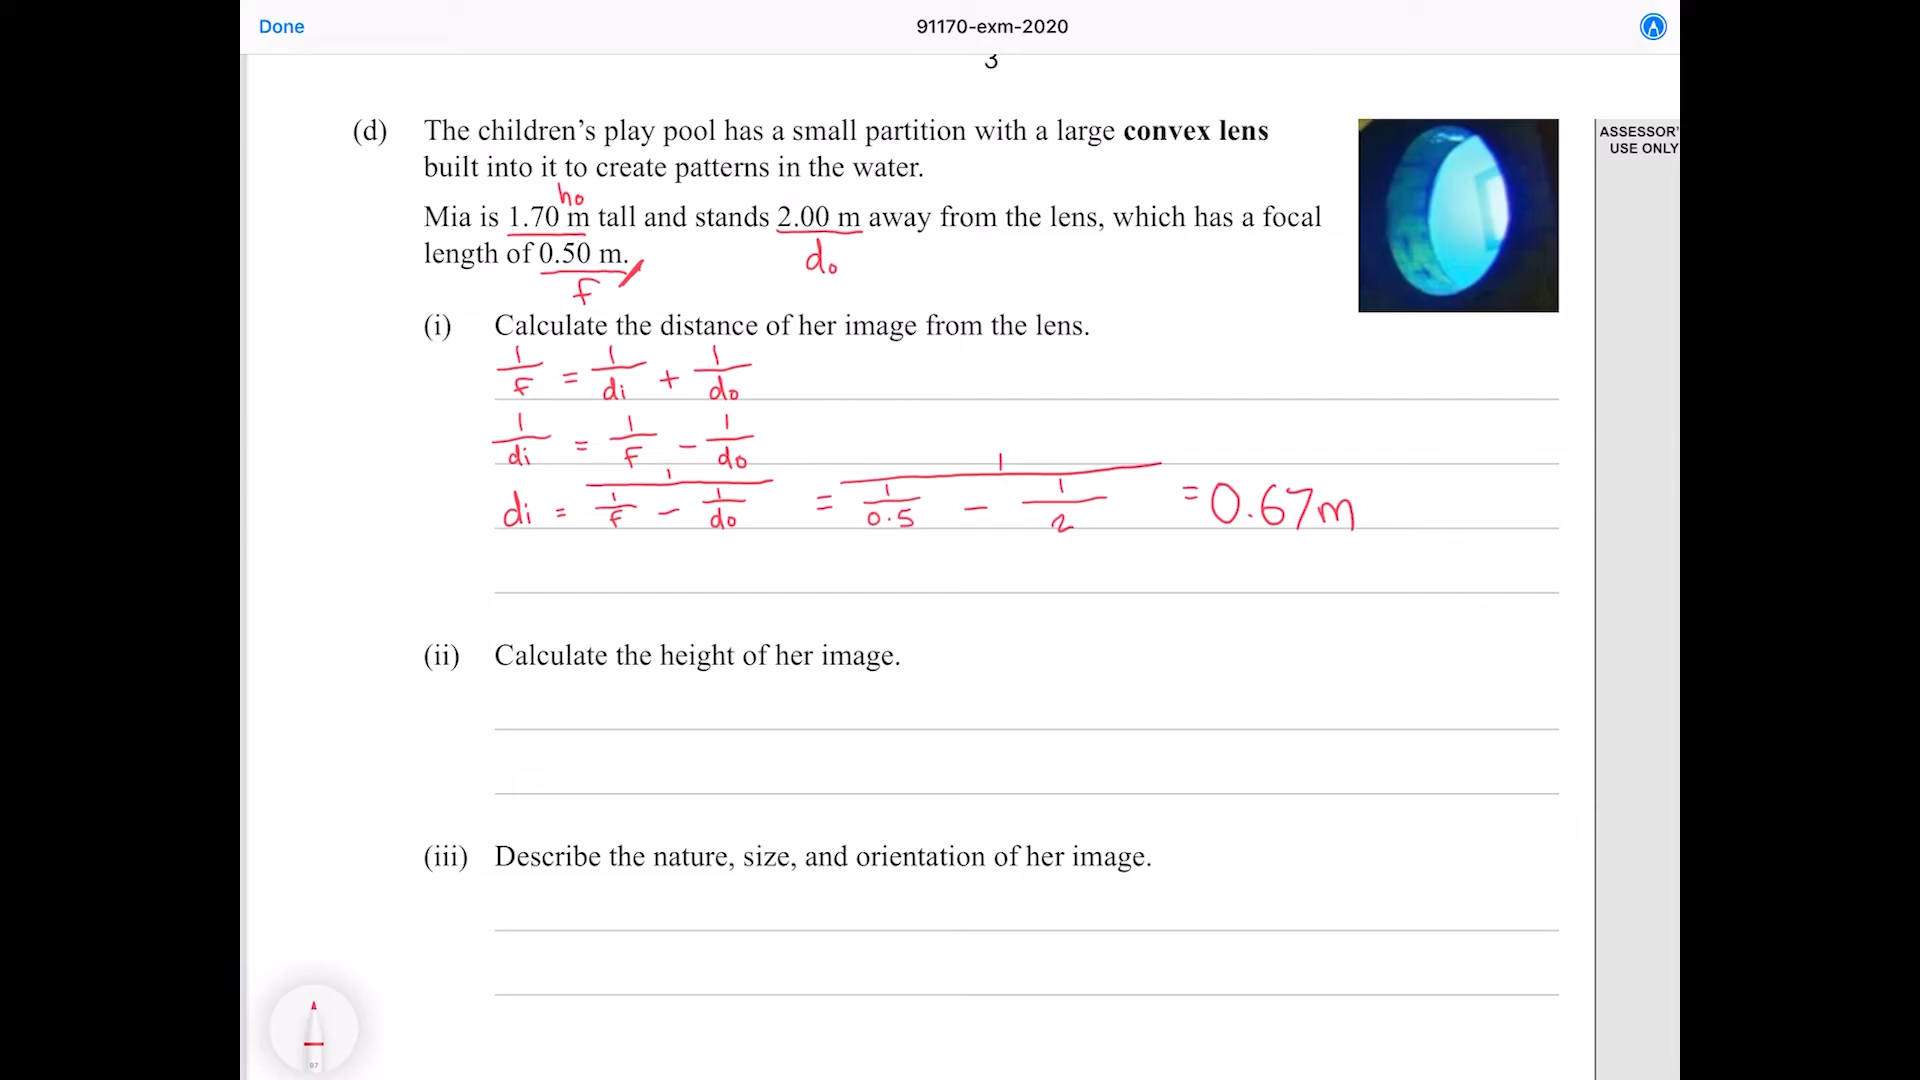 Done
91170-exm-2020
3
(d) The children's play pool has a small partition with a large convex lens
built into it to create patterns in the water.
ho
Mia is 1.70 m tall and stands 2.00 m away from the lens, which has a focal
length of 0.50 m.
do
f
ASSESSOR'
USE ONLY
(i) Calculate the distance of her image from the lens.
1/f = 1/di + 1/do
1/di = 1/f - 1/do
di = 1/(1/f - 1/do) = 1/(1/0.5 - 1/2) = 0.67m
(ii) Calculate the height of her image.
(iii) Describe the nature, size, and orientation of her image.
97